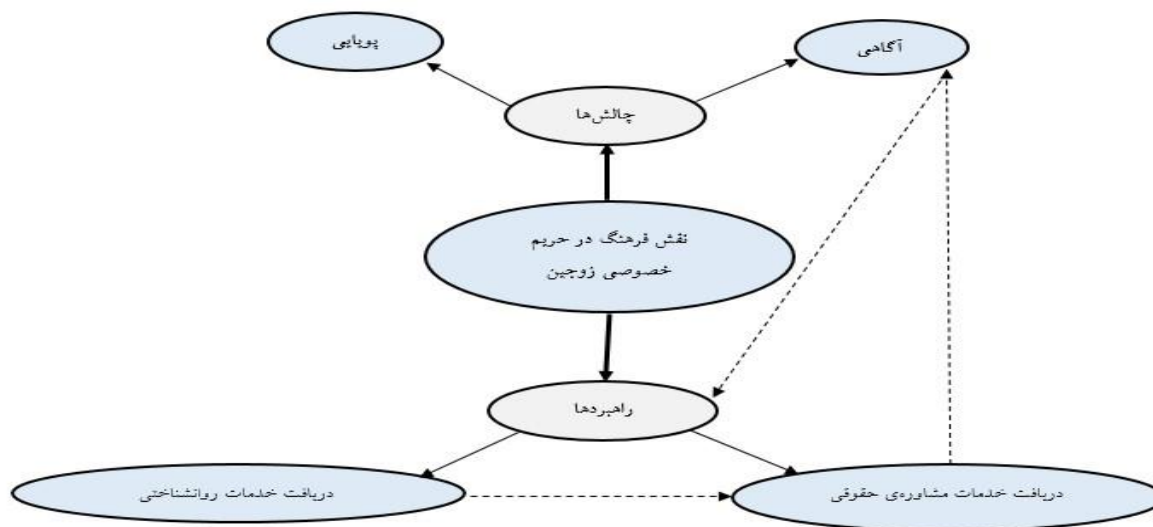 آگاهی
پویایی
چالش‌ها
نقش فرهنگ در حریم
خصوصی زوجین
راهبردها
دریافت خدمات مشاوره‌ی حقوقی
دریافت خدمات روانشناختی